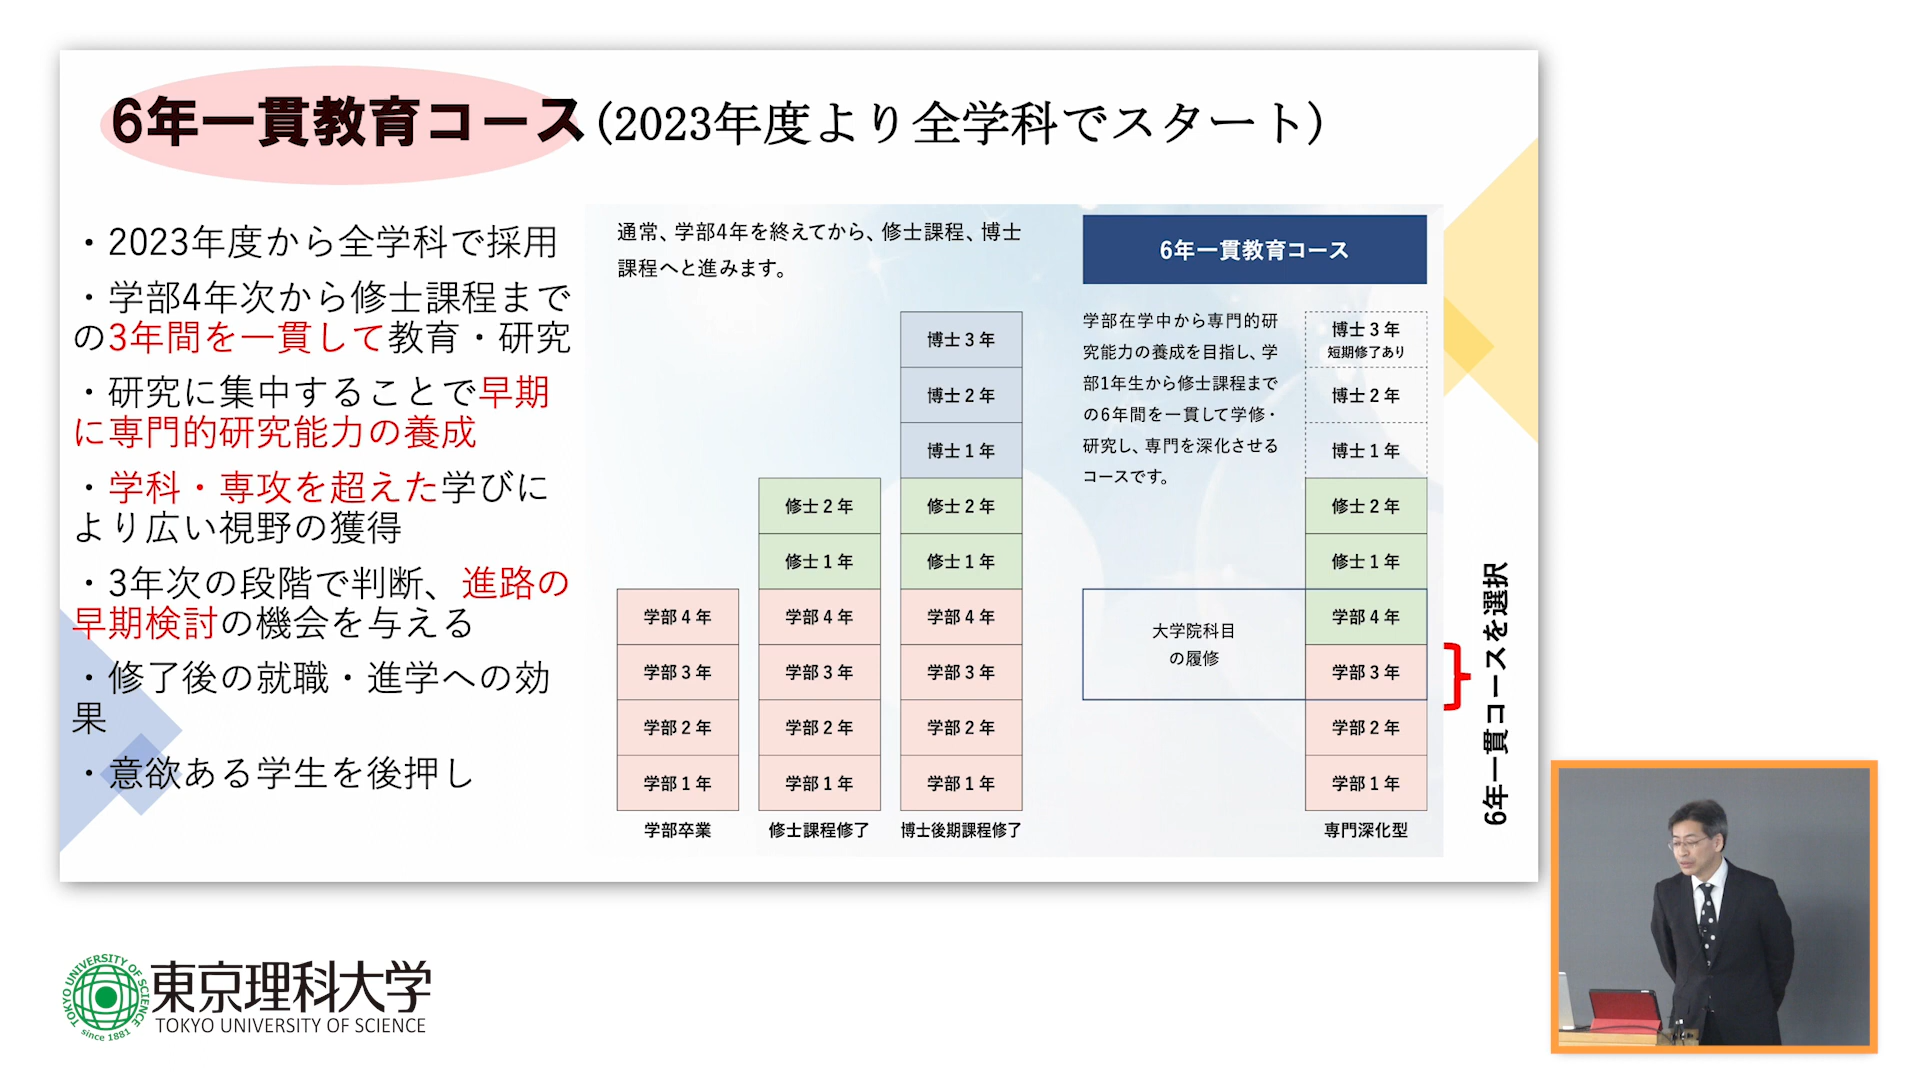 6年一貫教育コース(2023年度より全学科でスタート)
・2023年度から全学科で採用
・学部4年次から修士課程まで
の3年間を一貫して教育・研究
・研究に集中することで早期
に専門的研究能力の養成
・学科・専攻を超えた学びに
より広い視野の獲得
・3年次の段階で判断、進路の
早期検討の機会を与える
・修了後の就職・進学への効
果
・意欲ある学生を後押し
通常、学部4年を終えてから、修士課程、博士
課程へと進みます。
学部4年
学部3年
学部2年
学部1年
学部卒業
修士2年
修士1年
学部4年
学部3年
学部2年
学部1年
修士課程修了
博士3年
博士2年
博士1年
修士2年
修士1年
学部4年
学部3年
学部2年
学部1年
博士後期課程修了
6年一貫教育コース
学部在学中から専門的研
究能力の養成を目指し、学
部1年生から修士課程まで
の6年間を一貫して学修・
研究し、専門を深化させる
コースです。
大学院科目
の履修
博士3年
短期修了あり
博士2年
博士1年
修士2年
修士1年
学部4年
学部3年
学部2年
学部1年
専門深化型
6年一貫コースを選択
TOKYO UNIVERSITY OF SCIENCE
since 1881
東京理科大学
TOKYO UNIVERSITY OF SCIENCE